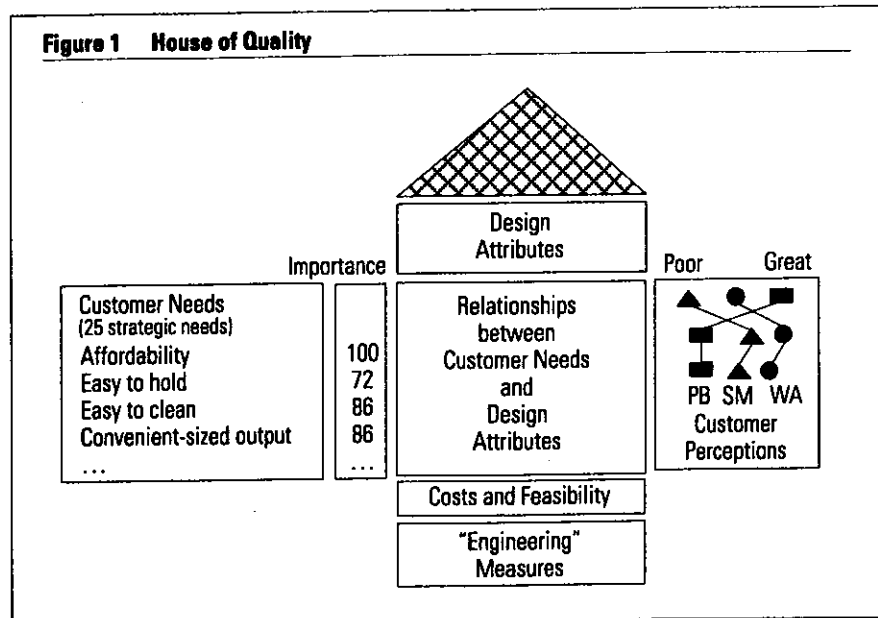 Figure 1 House of Quality
Design
Attributes
Importance
Poor Great
Customer Needs
(25 strategic needs)
Affordability 100
Easy to hold 72
Easy to clean 86
Convenient-sized output 86
... ...
Relationships
between
Customer Needs
and
Design
Attributes
PB SM WA
Customer
Perceptions
Costs and Feasibility
"Engineering"
Measures